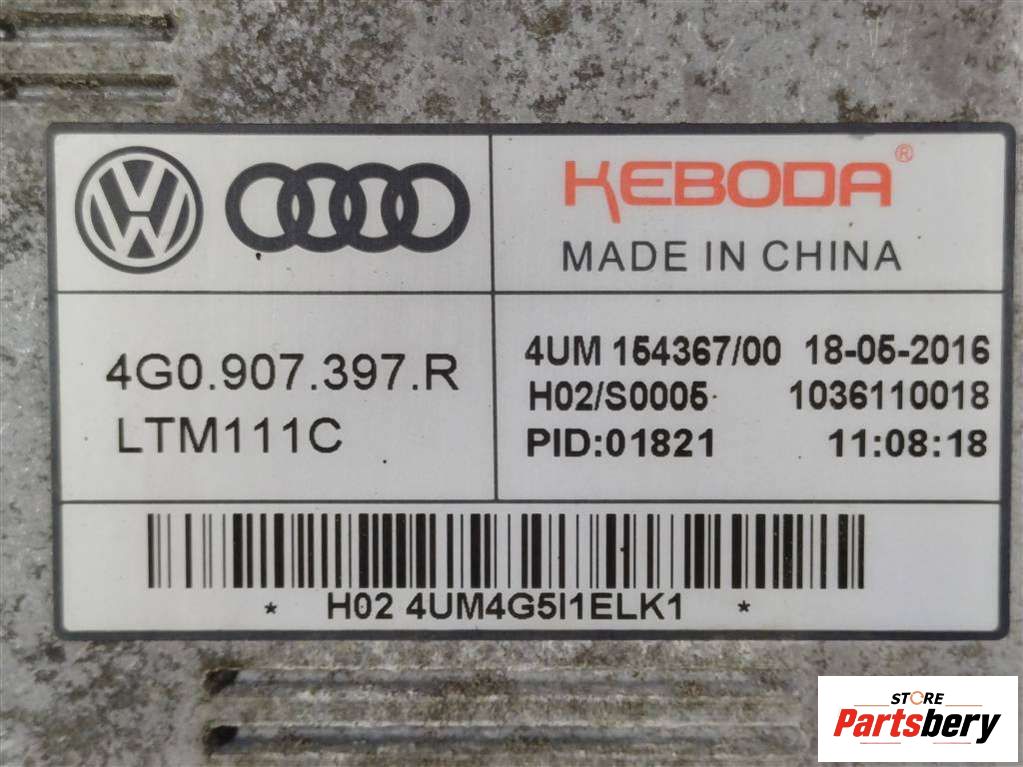 KEBODA®
MADE IN CHINA
4G0.907.397.R
LTM111C
4UM 154367/00 18-05-2016
H02/S0005 1036110018
PID:01821 11:08:18
* H02 4UM4G5I1ELK1 *
STORE
Partsbery